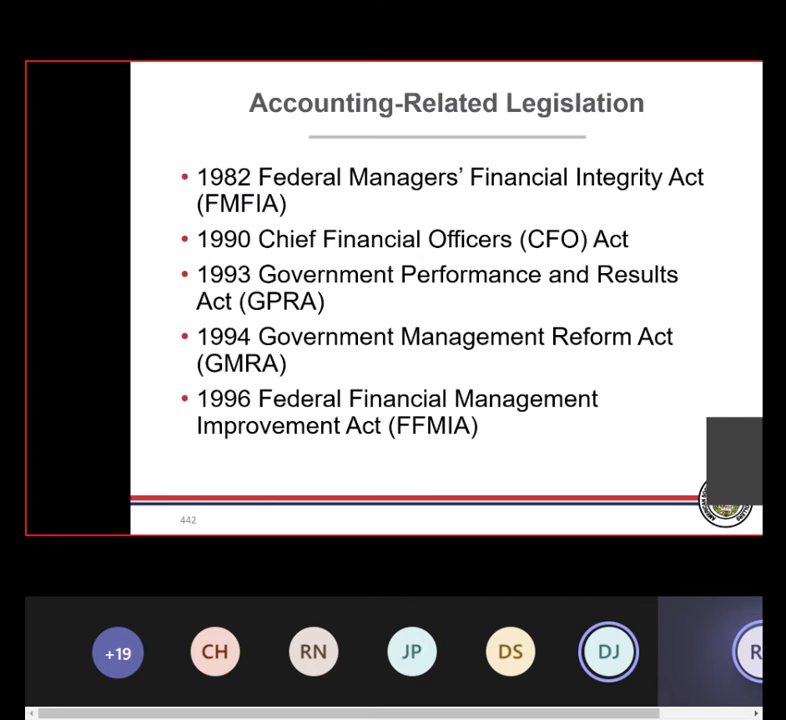 Accounting-Related Legislation
• 1982 Federal Managers’ Financial Integrity Act
(FMFIA)
• 1990 Chief Financial Officers (CFO) Act
• 1993 Government Performance and Results
Act (GPRA)
• 1994 Government Management Reform Act
(GMRA)
• 1996 Federal Financial Management
Improvement Act (FFMIA)
442
+19 CH RN JP DS DJ